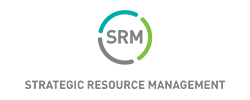 SRM
STRATEGIC RESOURCE MANAGEMENT